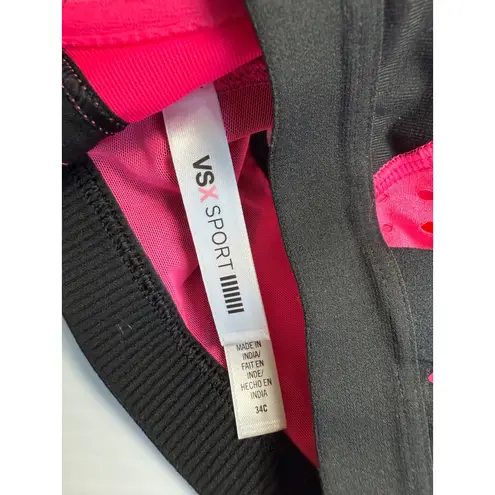 VSX SPORT
MADE IN
INDIA/
FAIT EN
INDE/
HECHO EN
INDIA
34C